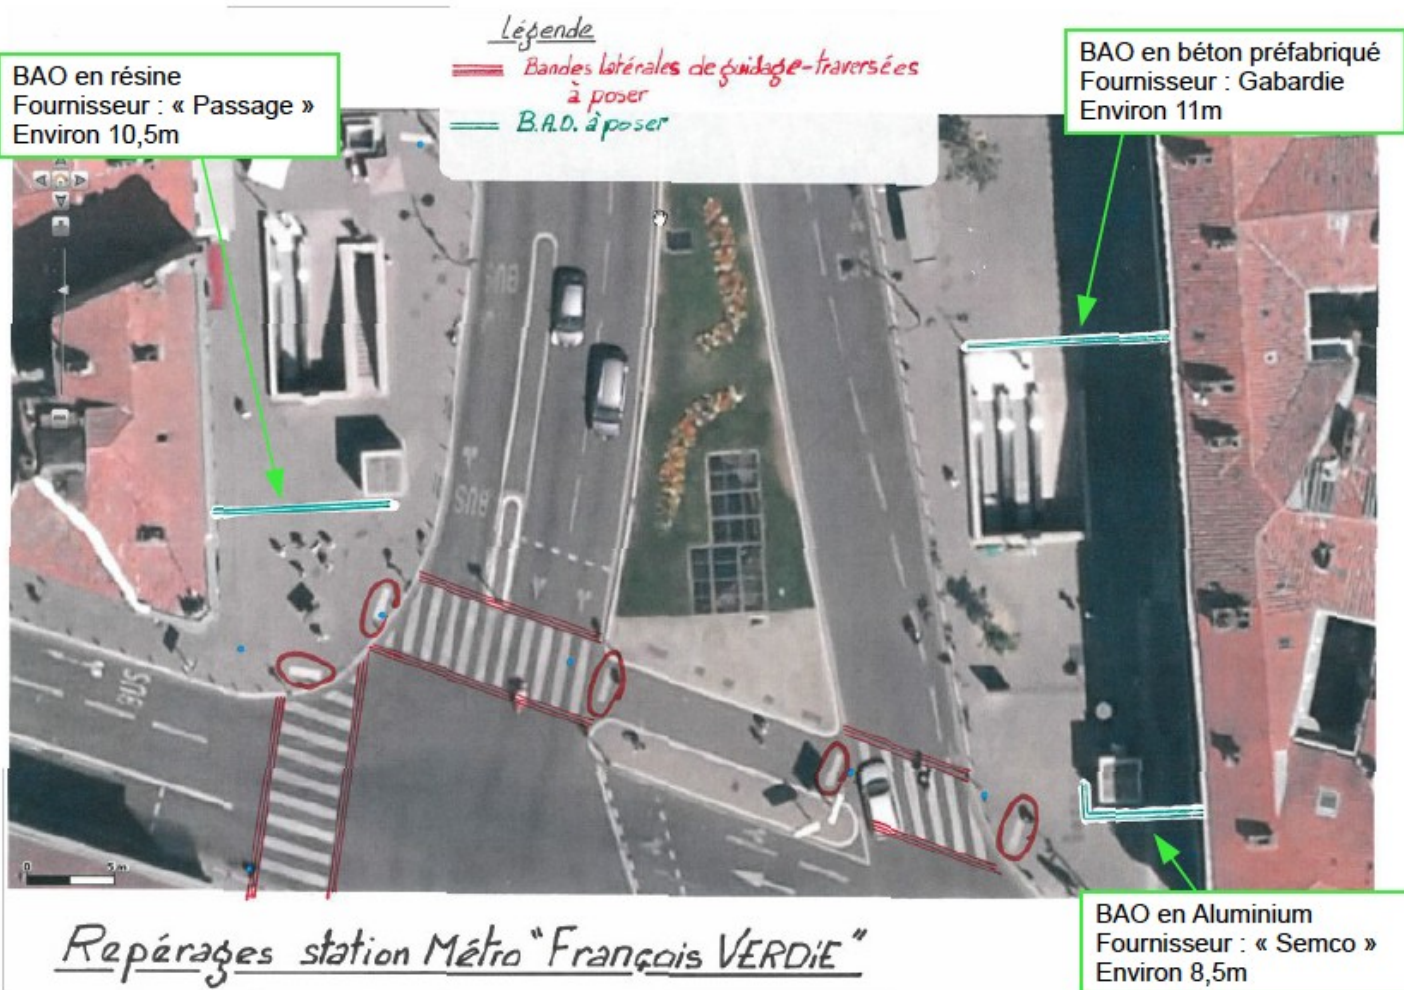 Légende
Bandes latérales de guidage-traversées
à poser
B.A.O. à poser
BAO en résine
Fournisseur : « Passage »
Environ 10,5m
BAO en béton préfabriqué
Fournisseur : Gabardie
Environ 11m
BUS
BUS
BUS
0 5 m
BAO en Aluminium
Fournisseur : « Semco »
Environ 8,5m
Repérages station Métro "François VERDIE"